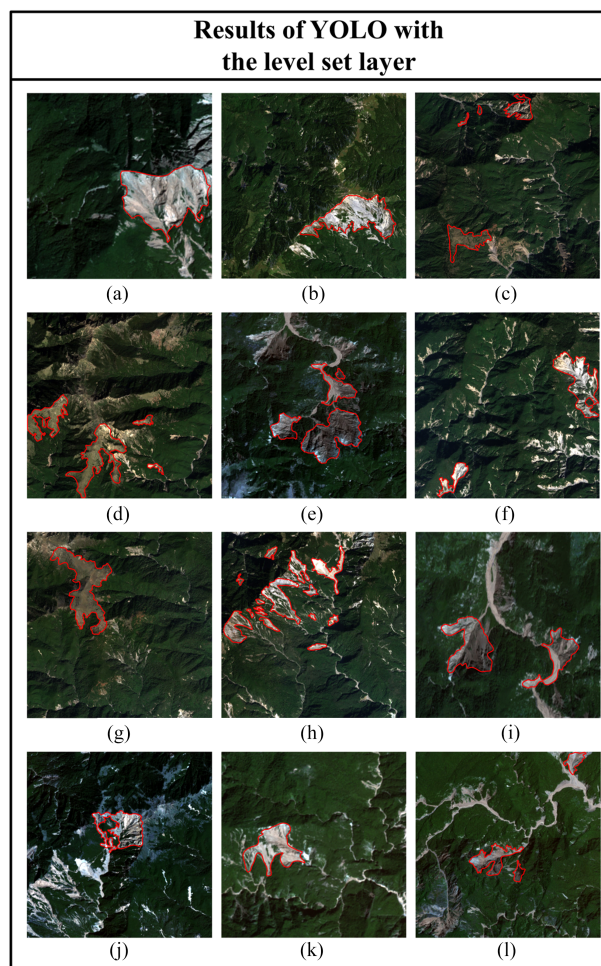 Results of YOLO with
the level set layer
(a) (b) (c)
(d) (e) (f)
(g) (h) (i)
(j) (k) (l)